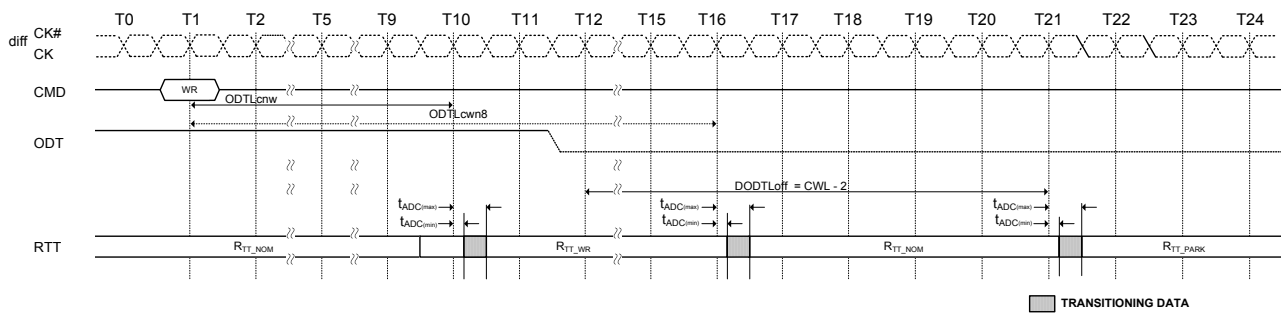 T0 T1 T2 T5 T9 T10 T11 T12 T15 T16 T17 T18 T19 T20 T21 T22 T23 T24
diff CK#
CK
CMD WR
ODTLcnw
ODTLcwn8
ODT
DODTLoff = CWL - 2
tADC(max) tADC(max) tADC(max)
tADC(min) tADC(min) tADC(min)
RTT RTT_NOM RTT_WR RTT_NOM RTT_PARK
TRANSITIONING DATA